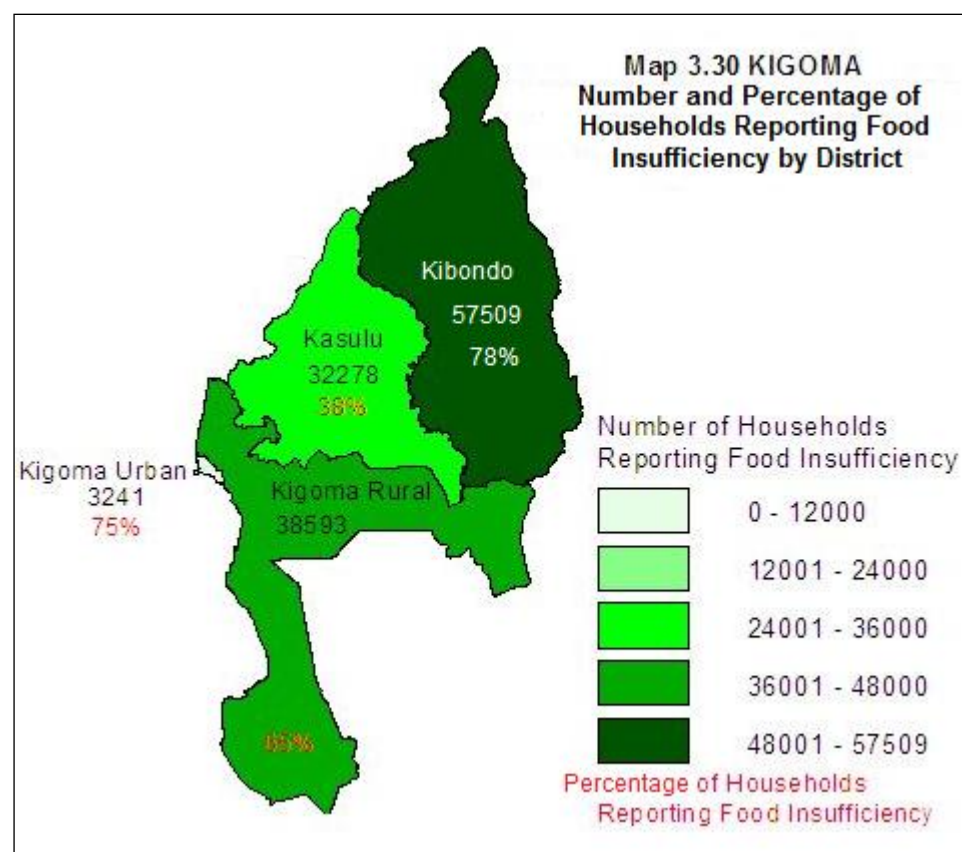 Map 3.30 KIGOMA
Number and Percentage of
Households Reporting Food
Insufficiency by District
Kibondo
57509
78%
Kasulu
32278
38%
Kigoma Urban
3241
75%
Kigoma Rural
38593
65%
Number of Households
Reporting Food Insufficiency
0 - 12000
12001 - 24000
24001 - 36000
36001 - 48000
48001 - 57509
Percentage of Households
Reporting Food Insufficiency